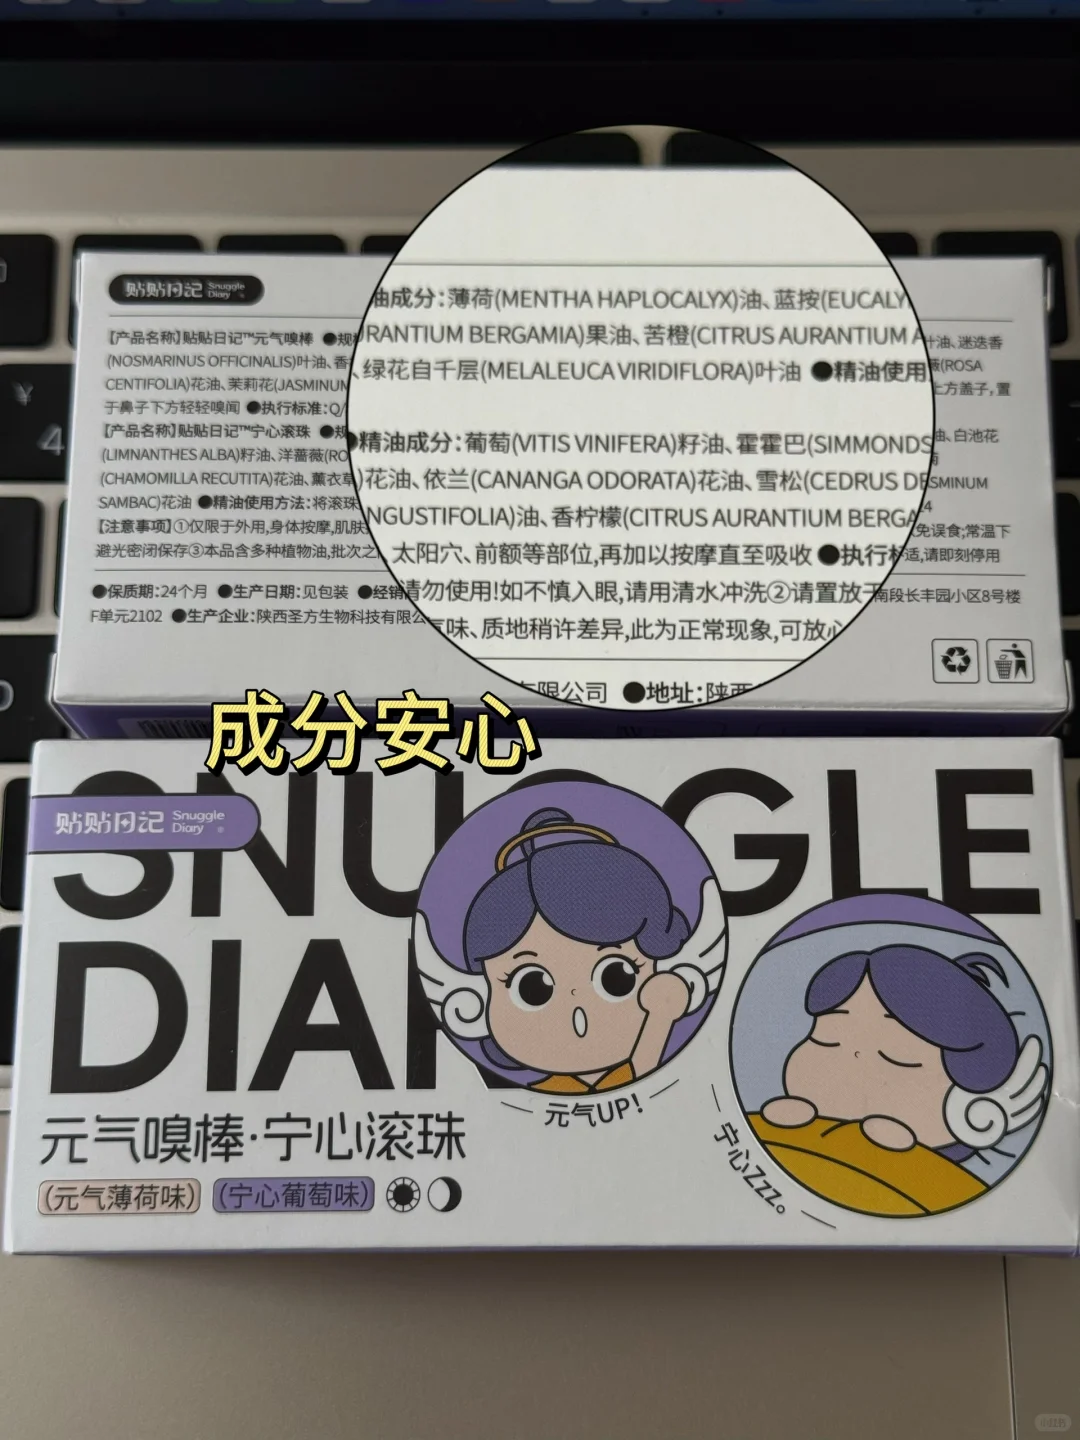 贴贴日记 Snuggle Diary
油成分：薄荷(MENTHA HAPLOCALYX)油、蓝按(EUCALY
RANTIUM BERGAMIA)果油、苦橙(CITRUS AURANTIUM A
、绿花白千层(MELALEUCA VIRIDIFLORA)叶油 ●精油使用
●精油成分：葡萄(VITIS VINIFERA)籽油、霍霍巴(SIMMONDS
)花油、依兰(CANANGA ODORATA)花油、雪松(CEDRUS DE
NGUSTIFOLIA)油、香柠檬(CITRUS AURANTIUM BERGA
太阳穴、前额等部位,再加以按摩直至吸收 ●执行标
请勿使用!如不慎入眼,请用清水冲洗②请置放于
气味、质地稍许差异,此为正常现象,可放心
有限公司 ●地址：陕西
【产品名称】贴贴日记™元气嗅棒 ●规
叶油、迷迭香
(NOSMARINUS OFFICINALIS)叶油、香
(ROSA
CENTIFOLIA)花油、茉莉花(JASMINUM
上方盖子,置
于鼻子下方轻轻嗅闻 ●执行标准：Q/
【产品名称】贴贴日记™宁心滚珠 ●规
油、白池花
(LIMNANTHES ALBA)籽油、洋蔷薇(RO
(CHAMOMILLA RECUTITA)花油、薰衣草
SMINUM
SAMBAC)花油 ●精油使用方法：将滚珠
【注意事项】①仅限于外用,身体按摩,肌肤
免误食;常温下
避光密闭保存③本品含多种植物油,批次之
适,请即刻停用
●保质期：24个月 ●生产日期：见包装 ●经销
南段长丰园小区8号楼
F单元2102 ●生产企业：陕西圣方生物科技有限公
成分安心
SNUGGLE
贴贴日记 Snuggle Diary
DIAR
元气UP!
宁心Zzz。
元气嗅棒·宁心滚珠
(元气薄荷味) (宁心葡萄味)
小红书